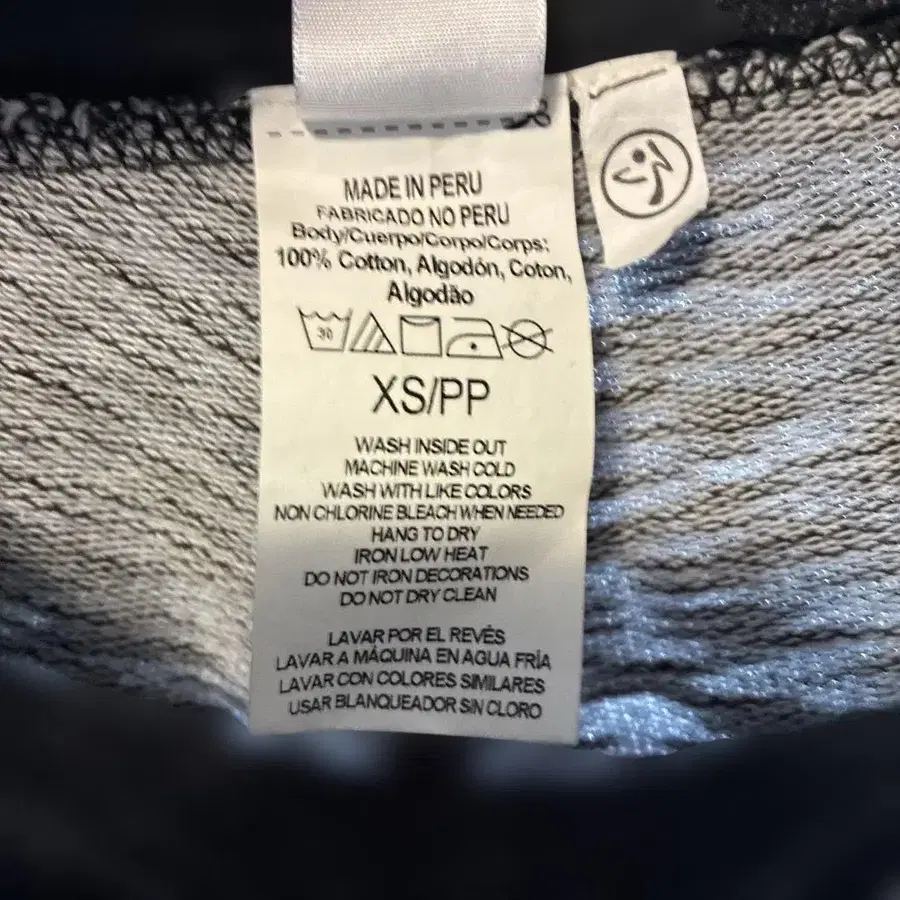 MADE IN PERU
FABRICADO NO PERU
Body/Cuerpo/Corpo/Corps:
100% Cotton, Algodón, Coton,
Algodão
30
XS/PP
WASH INSIDE OUT
MACHINE WASH COLD
WASH WITH LIKE COLORS
NON CHLORINE BLEACH WHEN NEEDED
HANG TO DRY
IRON LOW HEAT
DO NOT IRON DECORATIONS
DO NOT DRY CLEAN
LAVAR POR EL REVÉS
LAVAR A MÁQUINA EN AGUA FRÍA
LAVAR CON COLORES SIMILARES
USAR BLANQUEADOR SIN CLORO